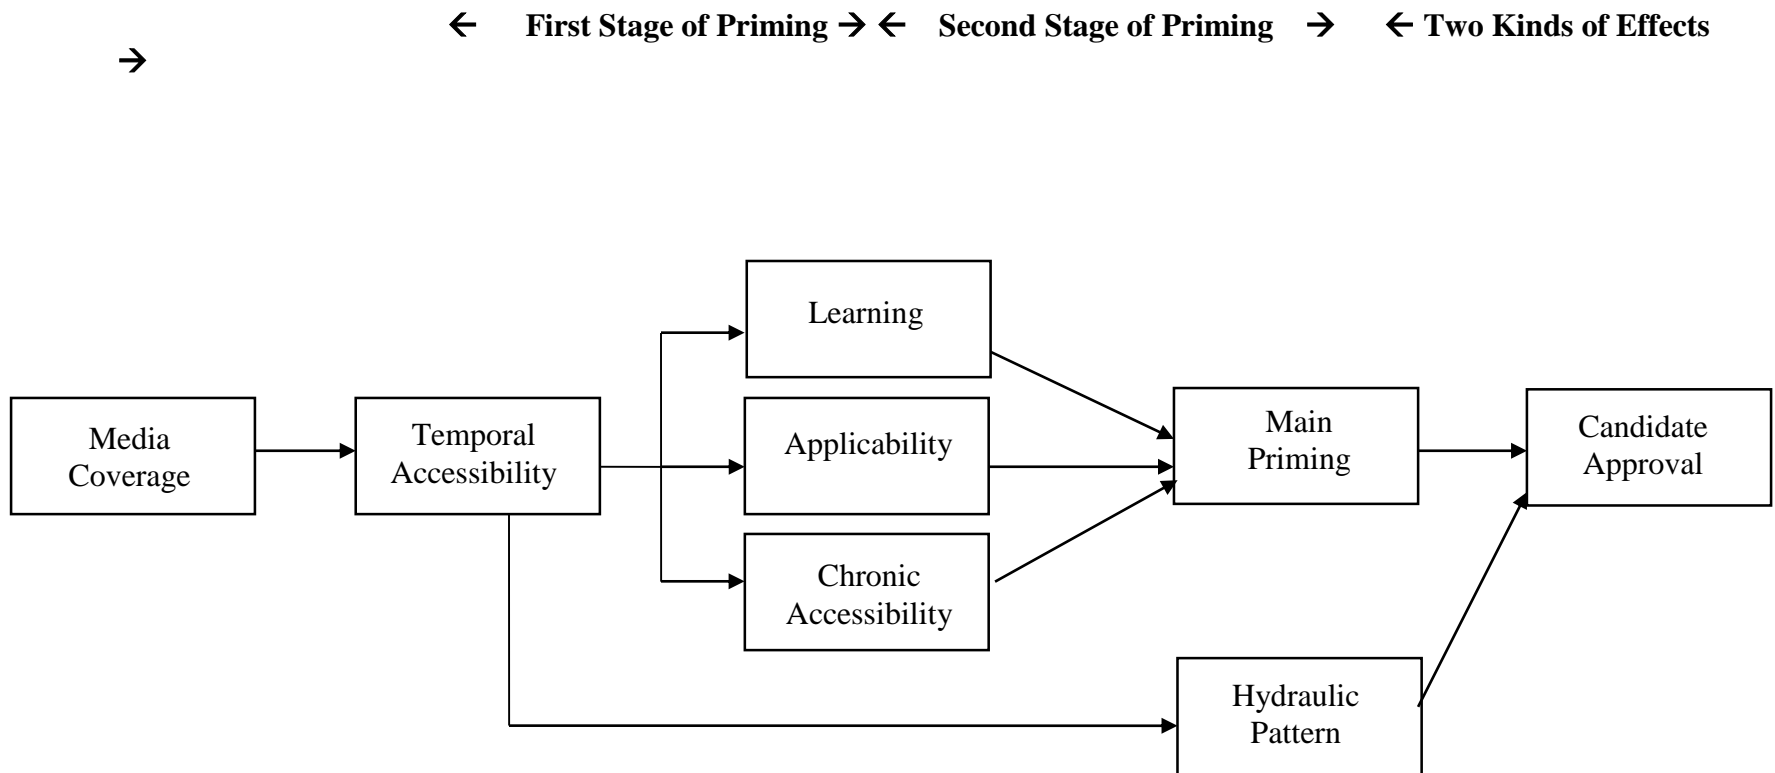 ← First Stage of Priming → ← Second Stage of Priming → ← Two Kinds of Effects
→
Learning
Media
Coverage
Temporal
Accessibility
Applicability
Main
Priming
Candidate
Approval
Chronic
Accessibility
Hydraulic
Pattern